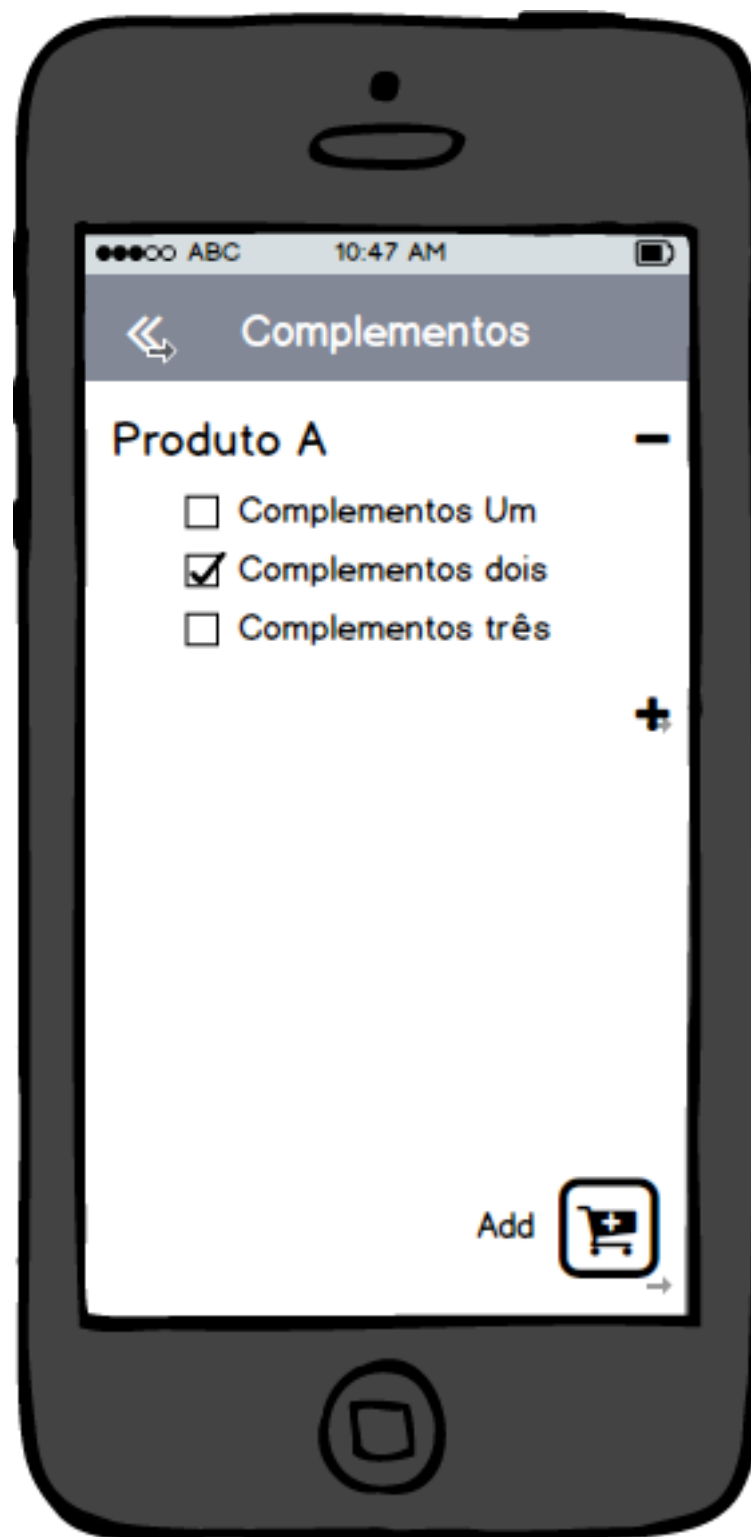 ABC 10:47 AM
Complementos
Produto A
Complementos Um
Complementos dois
Complementos três
Add